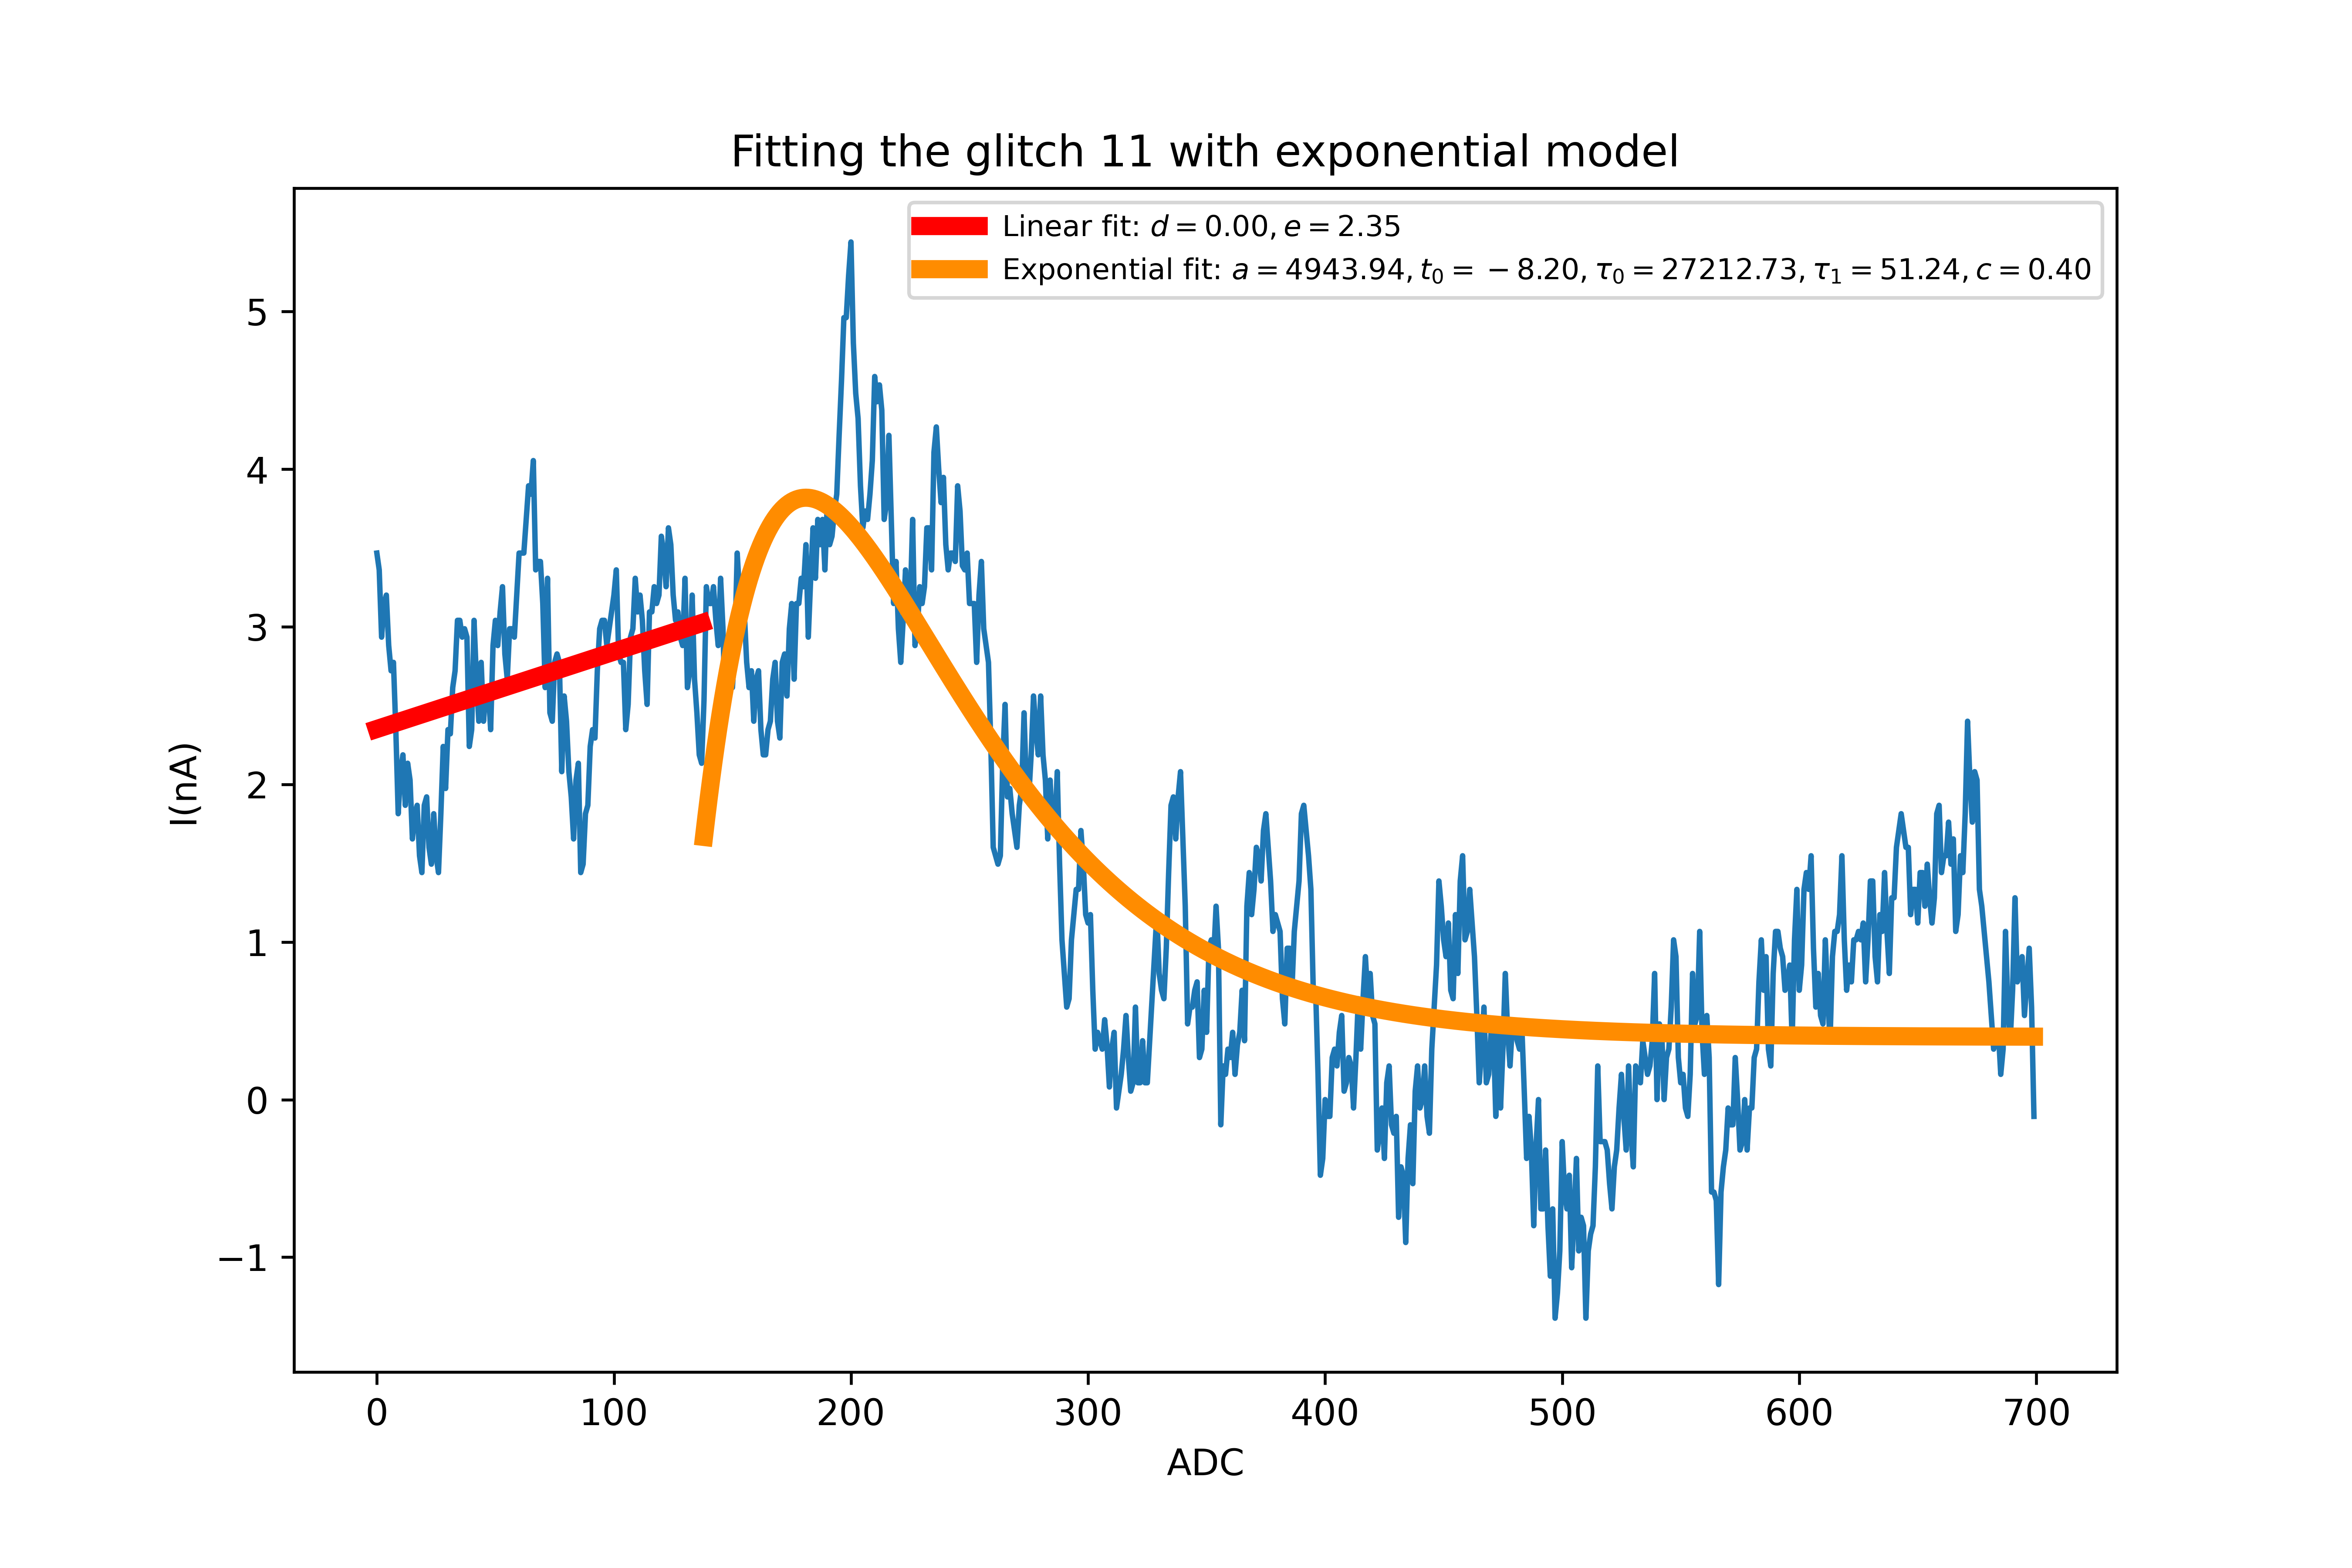 Fitting the glitch 11 with exponential model
Linear fit: d = 0.00, e = 2.35
Exponential fit: a = 4943.94, t₀ = −8.20, τ₀ = 27212.73, τ₁ = 51.24, c = 0.40
I(nA)
5
4
3
2
1
0
−1
0 100 200 300 400 500 600 700
ADC